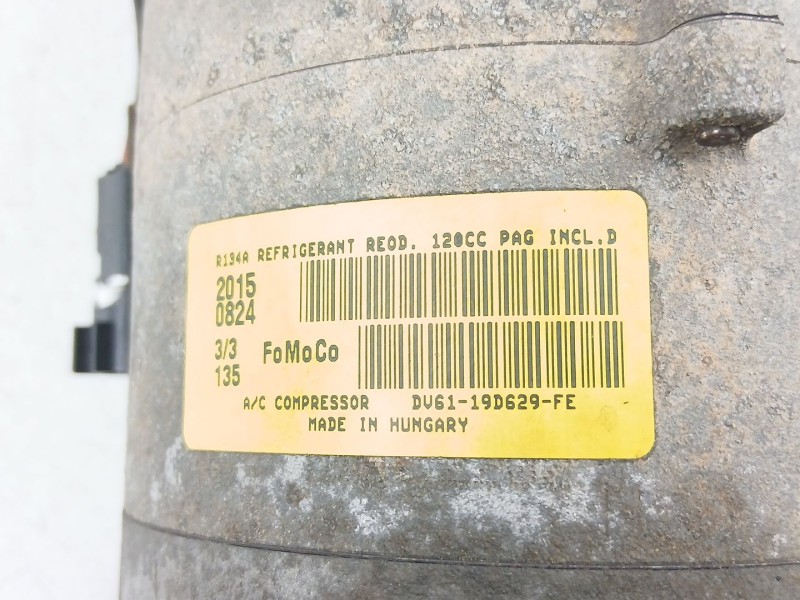 R134A REFRIGERANT REQD. 120CC PAG INCL.D
2015
0824
3/3 FoMoCo
135
A/C COMPRESSOR DV61-19D629-FE
MADE IN HUNGARY